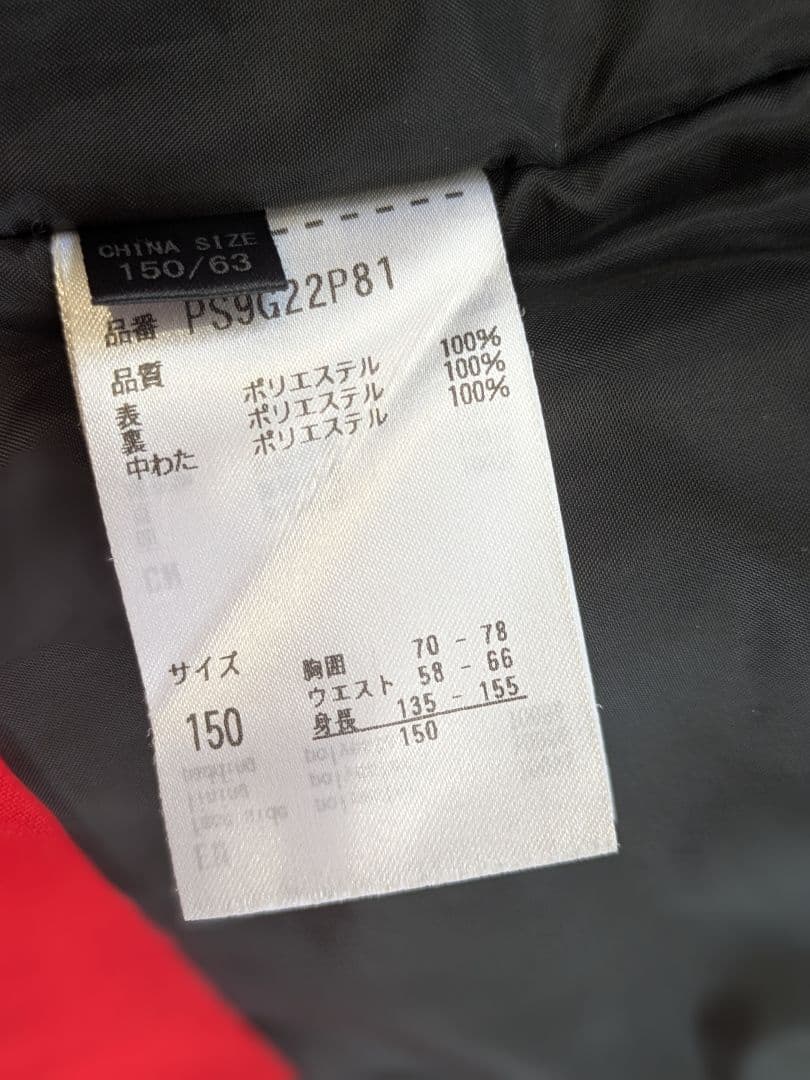 CHINA SIZE
150/63
品番 PS9G22P81
品質
表 ポリエステル 100%
裏 ポリエステル 100%
中わた ポリエステル 100%
サイズ 胸囲 70 - 78
ウエスト 58 - 66
身長 135 - 155
150 150